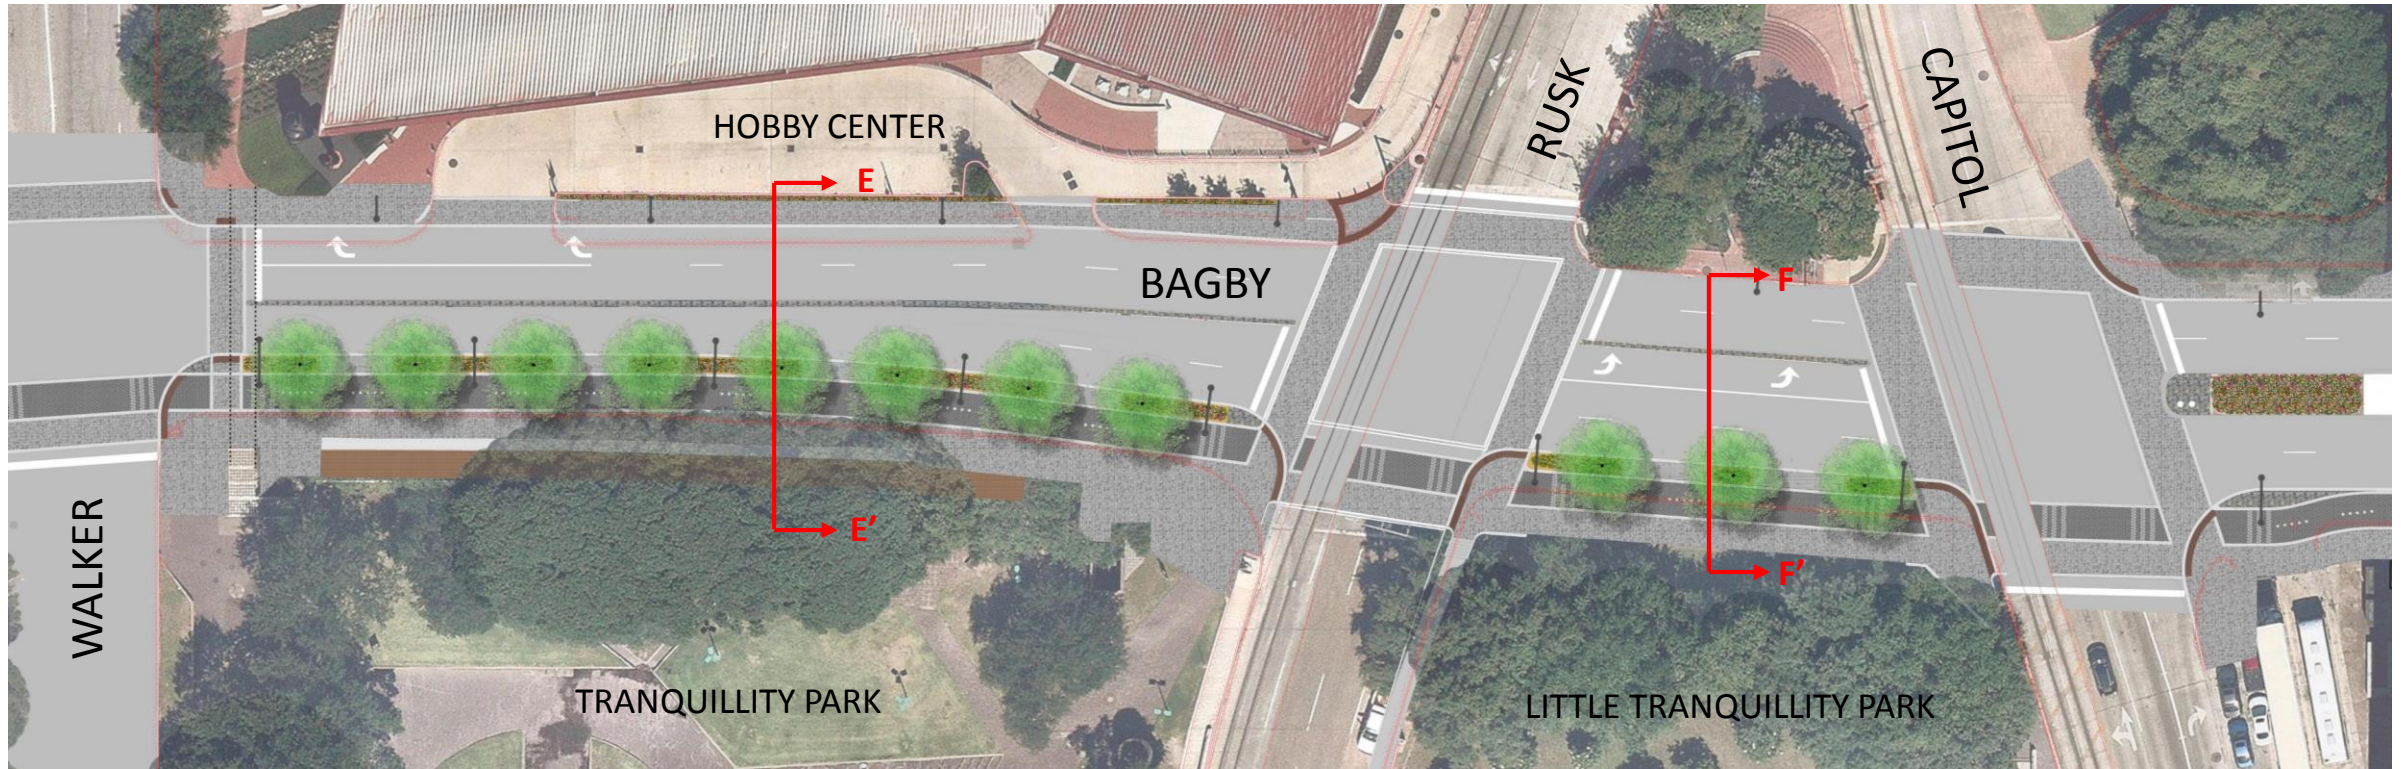 HOBBY CENTER
RUSK
CAPITOL
E
BAGBY
F
E’
F’
WALKER
TRANQUILLITY PARK
LITTLE TRANQUILLITY PARK